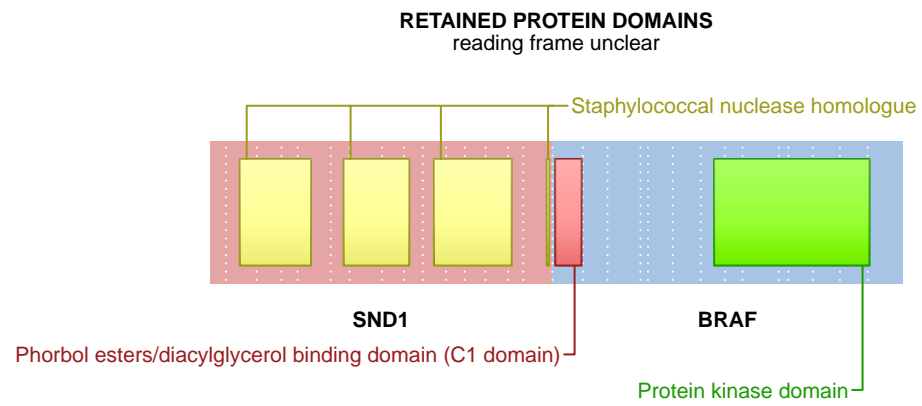 RETAINED PROTEIN DOMAINS
reading frame unclear
Staphylococcal nuclease homologue
SND1
BRAF
Phorbol esters/diacylglycerol binding domain (C1 domain)
Protein kinase domain